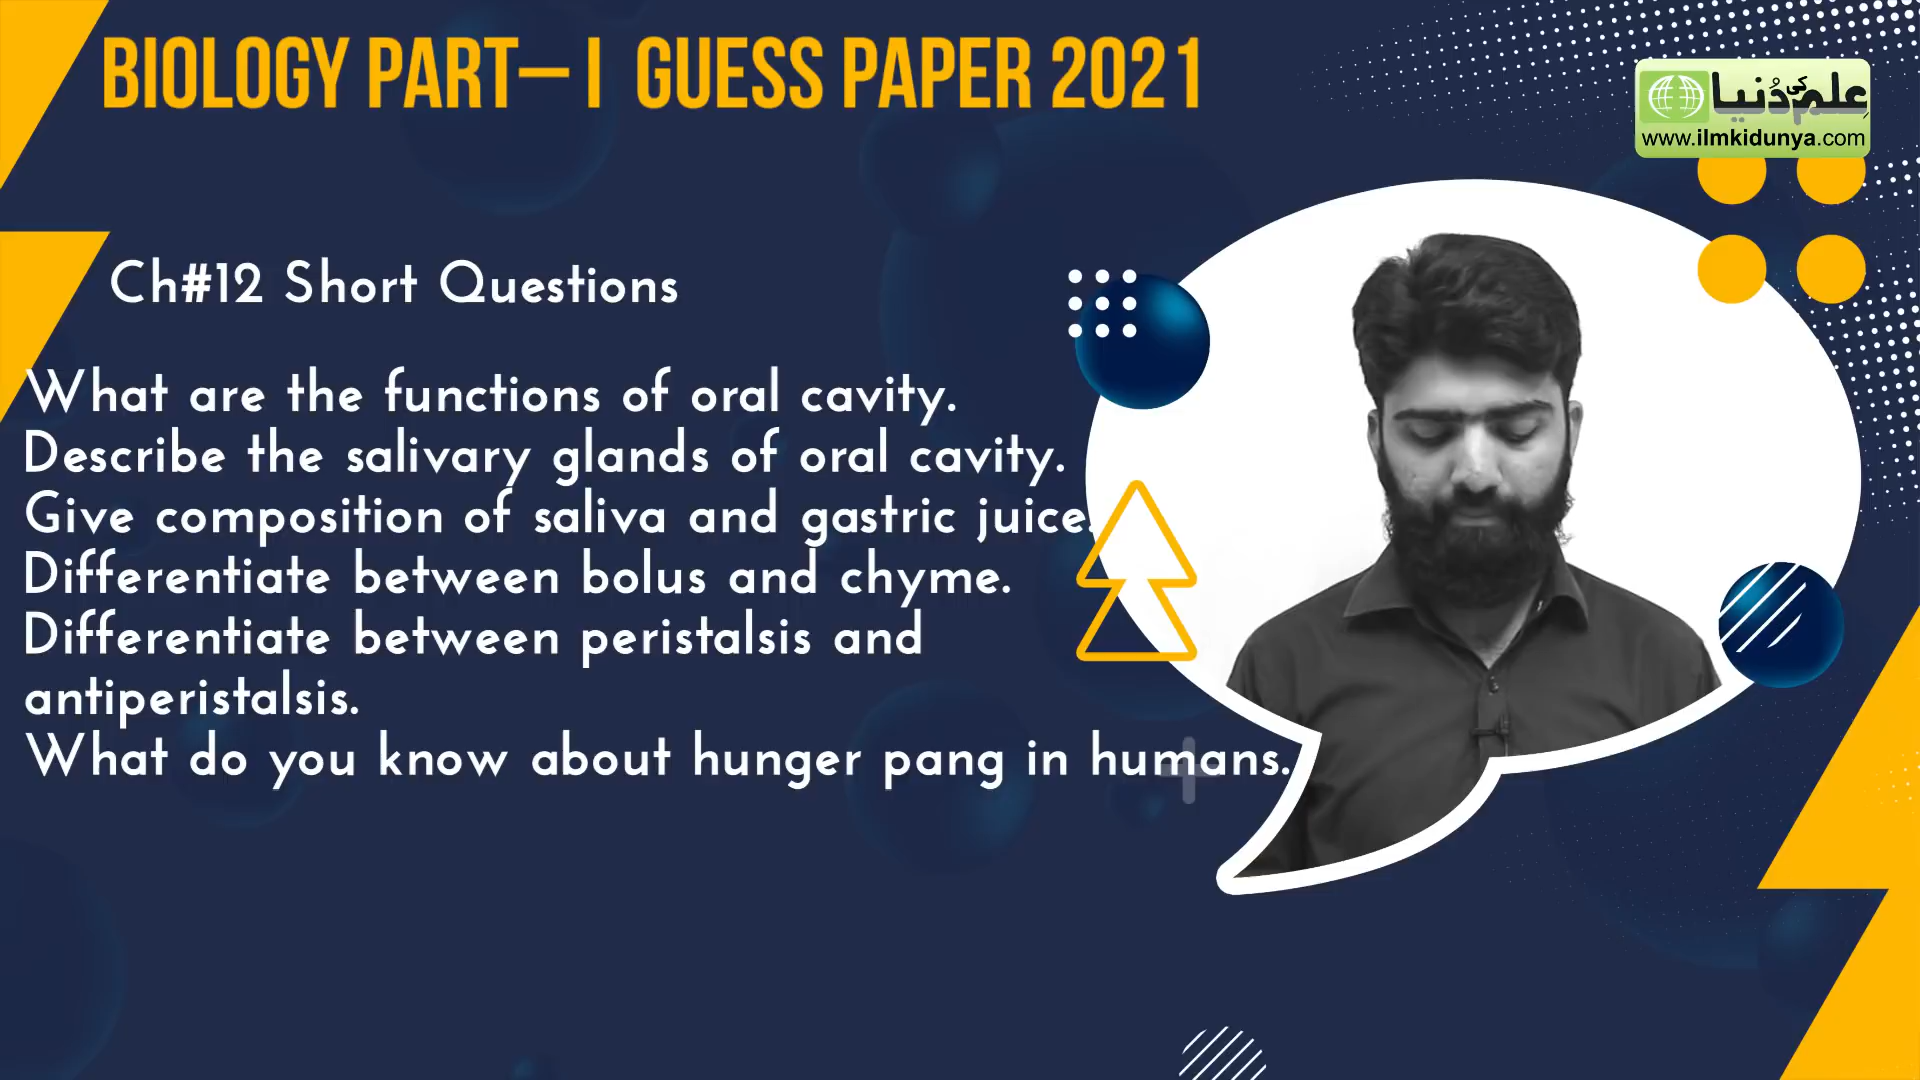 BIOLOGY PART– I GUESS PAPER 2021
علم کی دُنیا
www.ilmkidunya.com
Ch#12 Short Questions
What are the functions of oral cavity.
Describe the salivary glands of oral cavity.
Give composition of saliva and gastric juice.
Differentiate between bolus and chyme.
Differentiate between peristalsis and
antiperistalsis.
What do you know about hunger pang in humans.